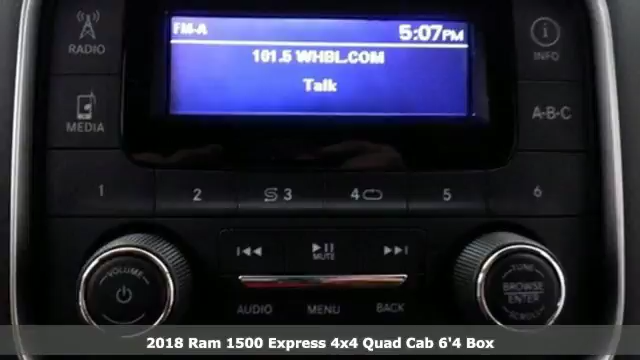 FM-A 5:07PM
101.5 WHBL.COM
Talk
RADIO
INFO
MEDIA
A-B-C
1 2 3 4 5 6
MUTE
VOLUME
TUNE
BROWSE
ENTER
SCROLL
AUDIO MENU BACK
2018 Ram 1500 Express 4x4 Quad Cab 6'4 Box